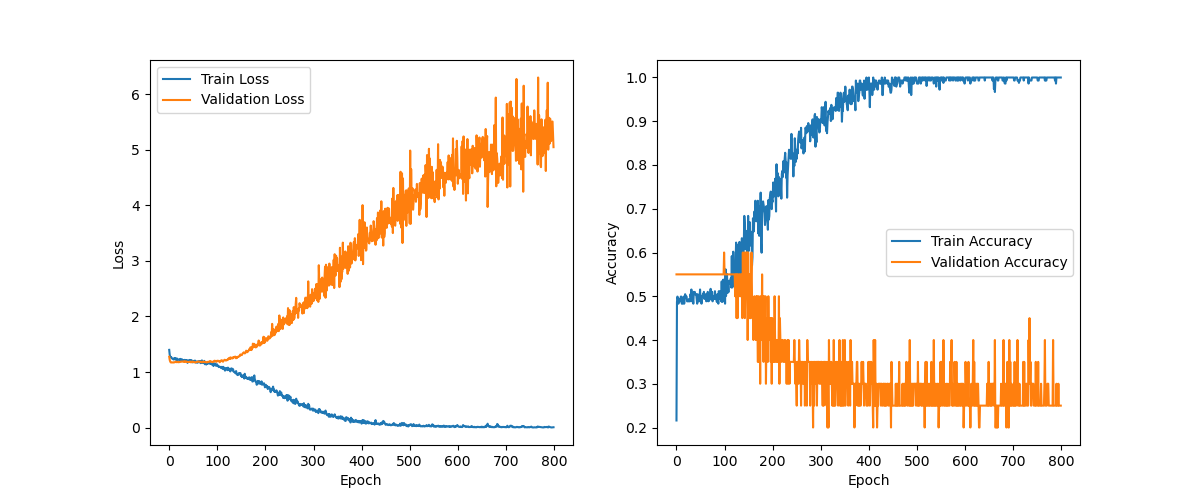 Train Loss
Validation Loss
6
5
4
3
2
1
0
Loss
0 100 200 300 400 500 600 700 800
Epoch
1.0
0.9
0.8
0.7
0.6
0.5
0.4
0.3
0.2
Accuracy
Train Accuracy
Validation Accuracy
0 100 200 300 400 500 600 700 800
Epoch